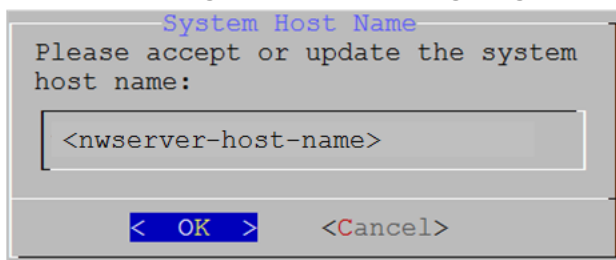 System Host Name
Please accept or update the system
host name:
<nwserver-host-name>
< OK > <Cancel>